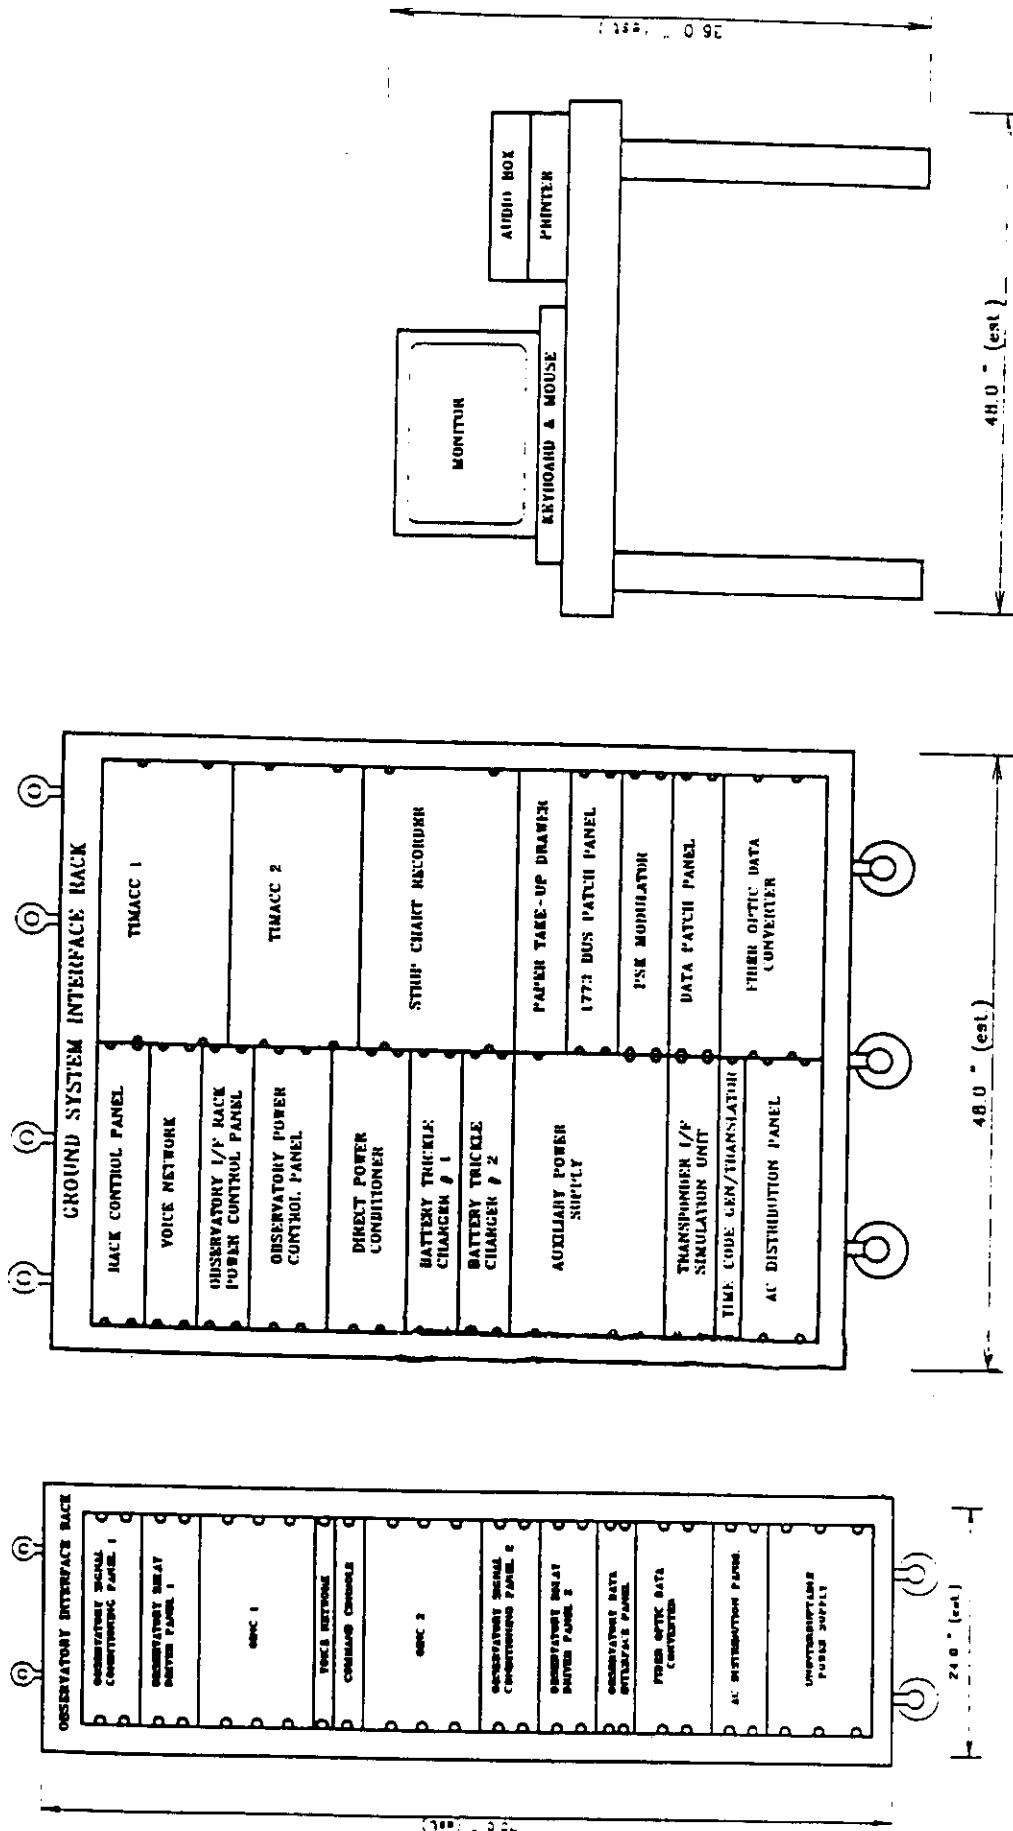 OBSERVATORY INTERFACE RACK
OBSERVATORY SIGNAL
CONDITIONING PANEL 1
OBSERVATORY RELAY
DRIVER PANEL 1
1
VOICE NETWORK
COMMAND CONSOLE
2
OBSERVATORY SIGNAL
CONDITIONING PANEL 2
OBSERVATORY RELAY
DRIVER PANEL 2
OBSERVATORY DATA
INTERFACE PANEL
FIBER OPTIC DATA
CONVERTER
AC DISTRIBUTION PANEL
UNINTERRUPTABLE
POWER SUPPLY
24.0 " (est)
GROUND SYSTEM INTERFACE RACK
RACK CONTROL PANEL
VOICE NETWORK
OBSERVATORY I/F RACK
POWER CONTROL PANEL
OBSERVATORY POWER
CONTROL PANEL
DIRECT POWER
CONDITIONER
BATTERY TRICKLE
CHARGER # 1
BATTERY TRICKLE
CHARGER # 2
AUXILIARY POWER
SUPPLY
TRANSPONDER I/F
SIMULATION UNIT
TIME CODE GEN/TRANSLATOR
AC DISTRIBUTION PANEL
TIMACC 1
TIMACC 2
STRIP CHART RECORDER
PAPER TAKE-UP DRAWER
1773 BUS PATCH PANEL
PSK MODULATOR
DATA PATCH PANEL
FIBER OPTIC DATA
CONVERTER
48.0 " (est)
MONITOR
KEYBOARD & MOUSE
AUDIO BOX
PRINTER
48.0 " (est)
36.0 " (est)